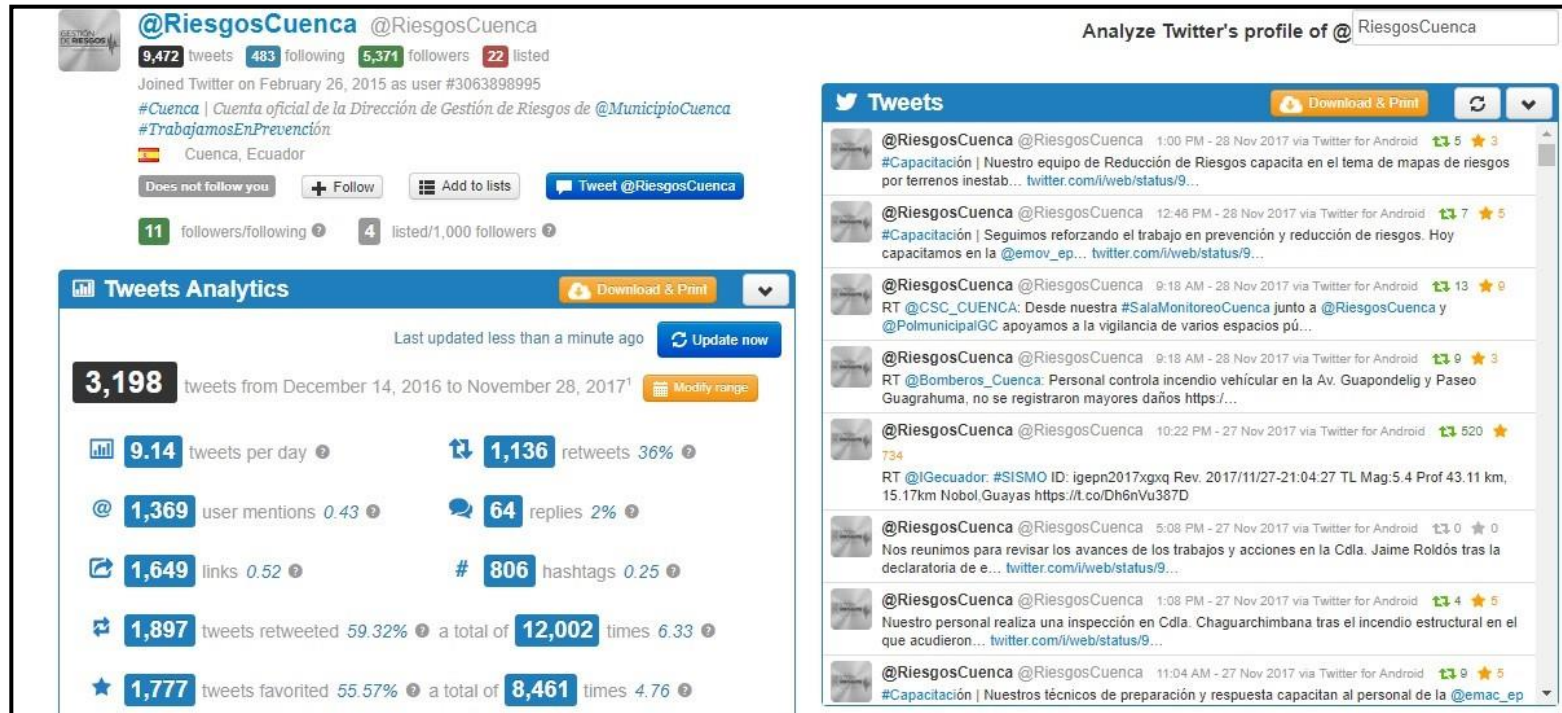 GESTIÓN
DE RIESGOS
@RiesgosCuenca @RiesgosCuenca
9,472 tweets 483 following 5,371 followers 22 listed
Joined Twitter on February 26, 2015 as user #3063898995
#Cuenca | Cuenta oficial de la Dirección de Gestión de Riesgos de @MunicipioCuenca
#TrabajamosEnPrevención
Cuenca, Ecuador
Does not follow you Follow Add to lists Tweet @RiesgosCuenca
11 followers/following ? 4 listed/1,000 followers ?
Tweets Analytics Download & Print
Last updated less than a minute ago Update now
3,198 tweets from December 14, 2016 to November 28, 2017¹ Modify range
9.14 tweets per day ? 1,136 retweets 36% ?
@ 1,369 user mentions 0.43 ? 64 replies 2% ?
1,649 links 0.52 ? # 806 hashtags 0.25 ?
1,897 tweets retweeted 59.32% ? a total of 12,002 times 6.33 ?
1,777 tweets favorited 55.57% ? a total of 8,461 times 4.76 ?
Analyze Twitter's profile of @ RiesgosCuenca
Tweets Download & Print
@RiesgosCuenca @RiesgosCuenca 1:00 PM - 28 Nov 2017 via Twitter for Android 5 3
#Capacitación | Nuestro equipo de Reducción de Riesgos capacita en el tema de mapas de riesgos
por terrenos inestab… twitter.com/i/web/status/9…
@RiesgosCuenca @RiesgosCuenca 12:46 PM - 28 Nov 2017 via Twitter for Android 7 5
#Capacitación | Seguimos reforzando el trabajo en prevención y reducción de riesgos. Hoy
capacitamos en la @emov_ep… twitter.com/i/web/status/9…
@RiesgosCuenca @RiesgosCuenca 9:18 AM - 28 Nov 2017 via Twitter for Android 13 9
RT @CSC_CUENCA: Desde nuestra #SalaMonitoreoCuenca junto a @RiesgosCuenca y
@PolmunicipalGC apoyamos a la vigilancia de varios espacios pú…
@RiesgosCuenca @RiesgosCuenca 9:18 AM - 28 Nov 2017 via Twitter for Android 9 3
RT @Bomberos_Cuenca: Personal controla incendio vehícular en la Av. Guapondelig y Paseo
Guagrahuma, no se registraron mayores daños https:/…
@RiesgosCuenca @RiesgosCuenca 10:22 PM - 27 Nov 2017 via Twitter for Android 520
734
RT @IGecuador: #SISMO ID: igepn2017xgxq Rev. 2017/11/27-21:04:27 TL Mag:5.4 Prof 43.11 km,
15.17km Nobol,Guayas https://t.co/Dh6nVu387D
@RiesgosCuenca @RiesgosCuenca 5:08 PM - 27 Nov 2017 via Twitter for Android 0 0
Nos reunimos para revisar los avances de los trabajos y acciones en la Cdla. Jaime Roldós tras la
declaratoria de e… twitter.com/i/web/status/9…
@RiesgosCuenca @RiesgosCuenca 1:08 PM - 27 Nov 2017 via Twitter for Android 4 5
Nuestro personal realiza una inspección en Cdla. Chaguarchimbana tras el incendio estructural en el
que acudieron… twitter.com/i/web/status/9…
@RiesgosCuenca @RiesgosCuenca 11:04 AM - 27 Nov 2017 via Twitter for Android 9 5
#Capacitación | Nuestros técnicos de preparación y respuesta capacitan al personal de la @emac_ep